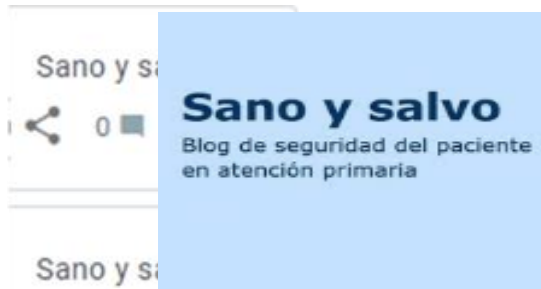 Sano y sa
0
Sano y salvo
Blog de seguridad del paciente
en atención primaria
Sano y sa